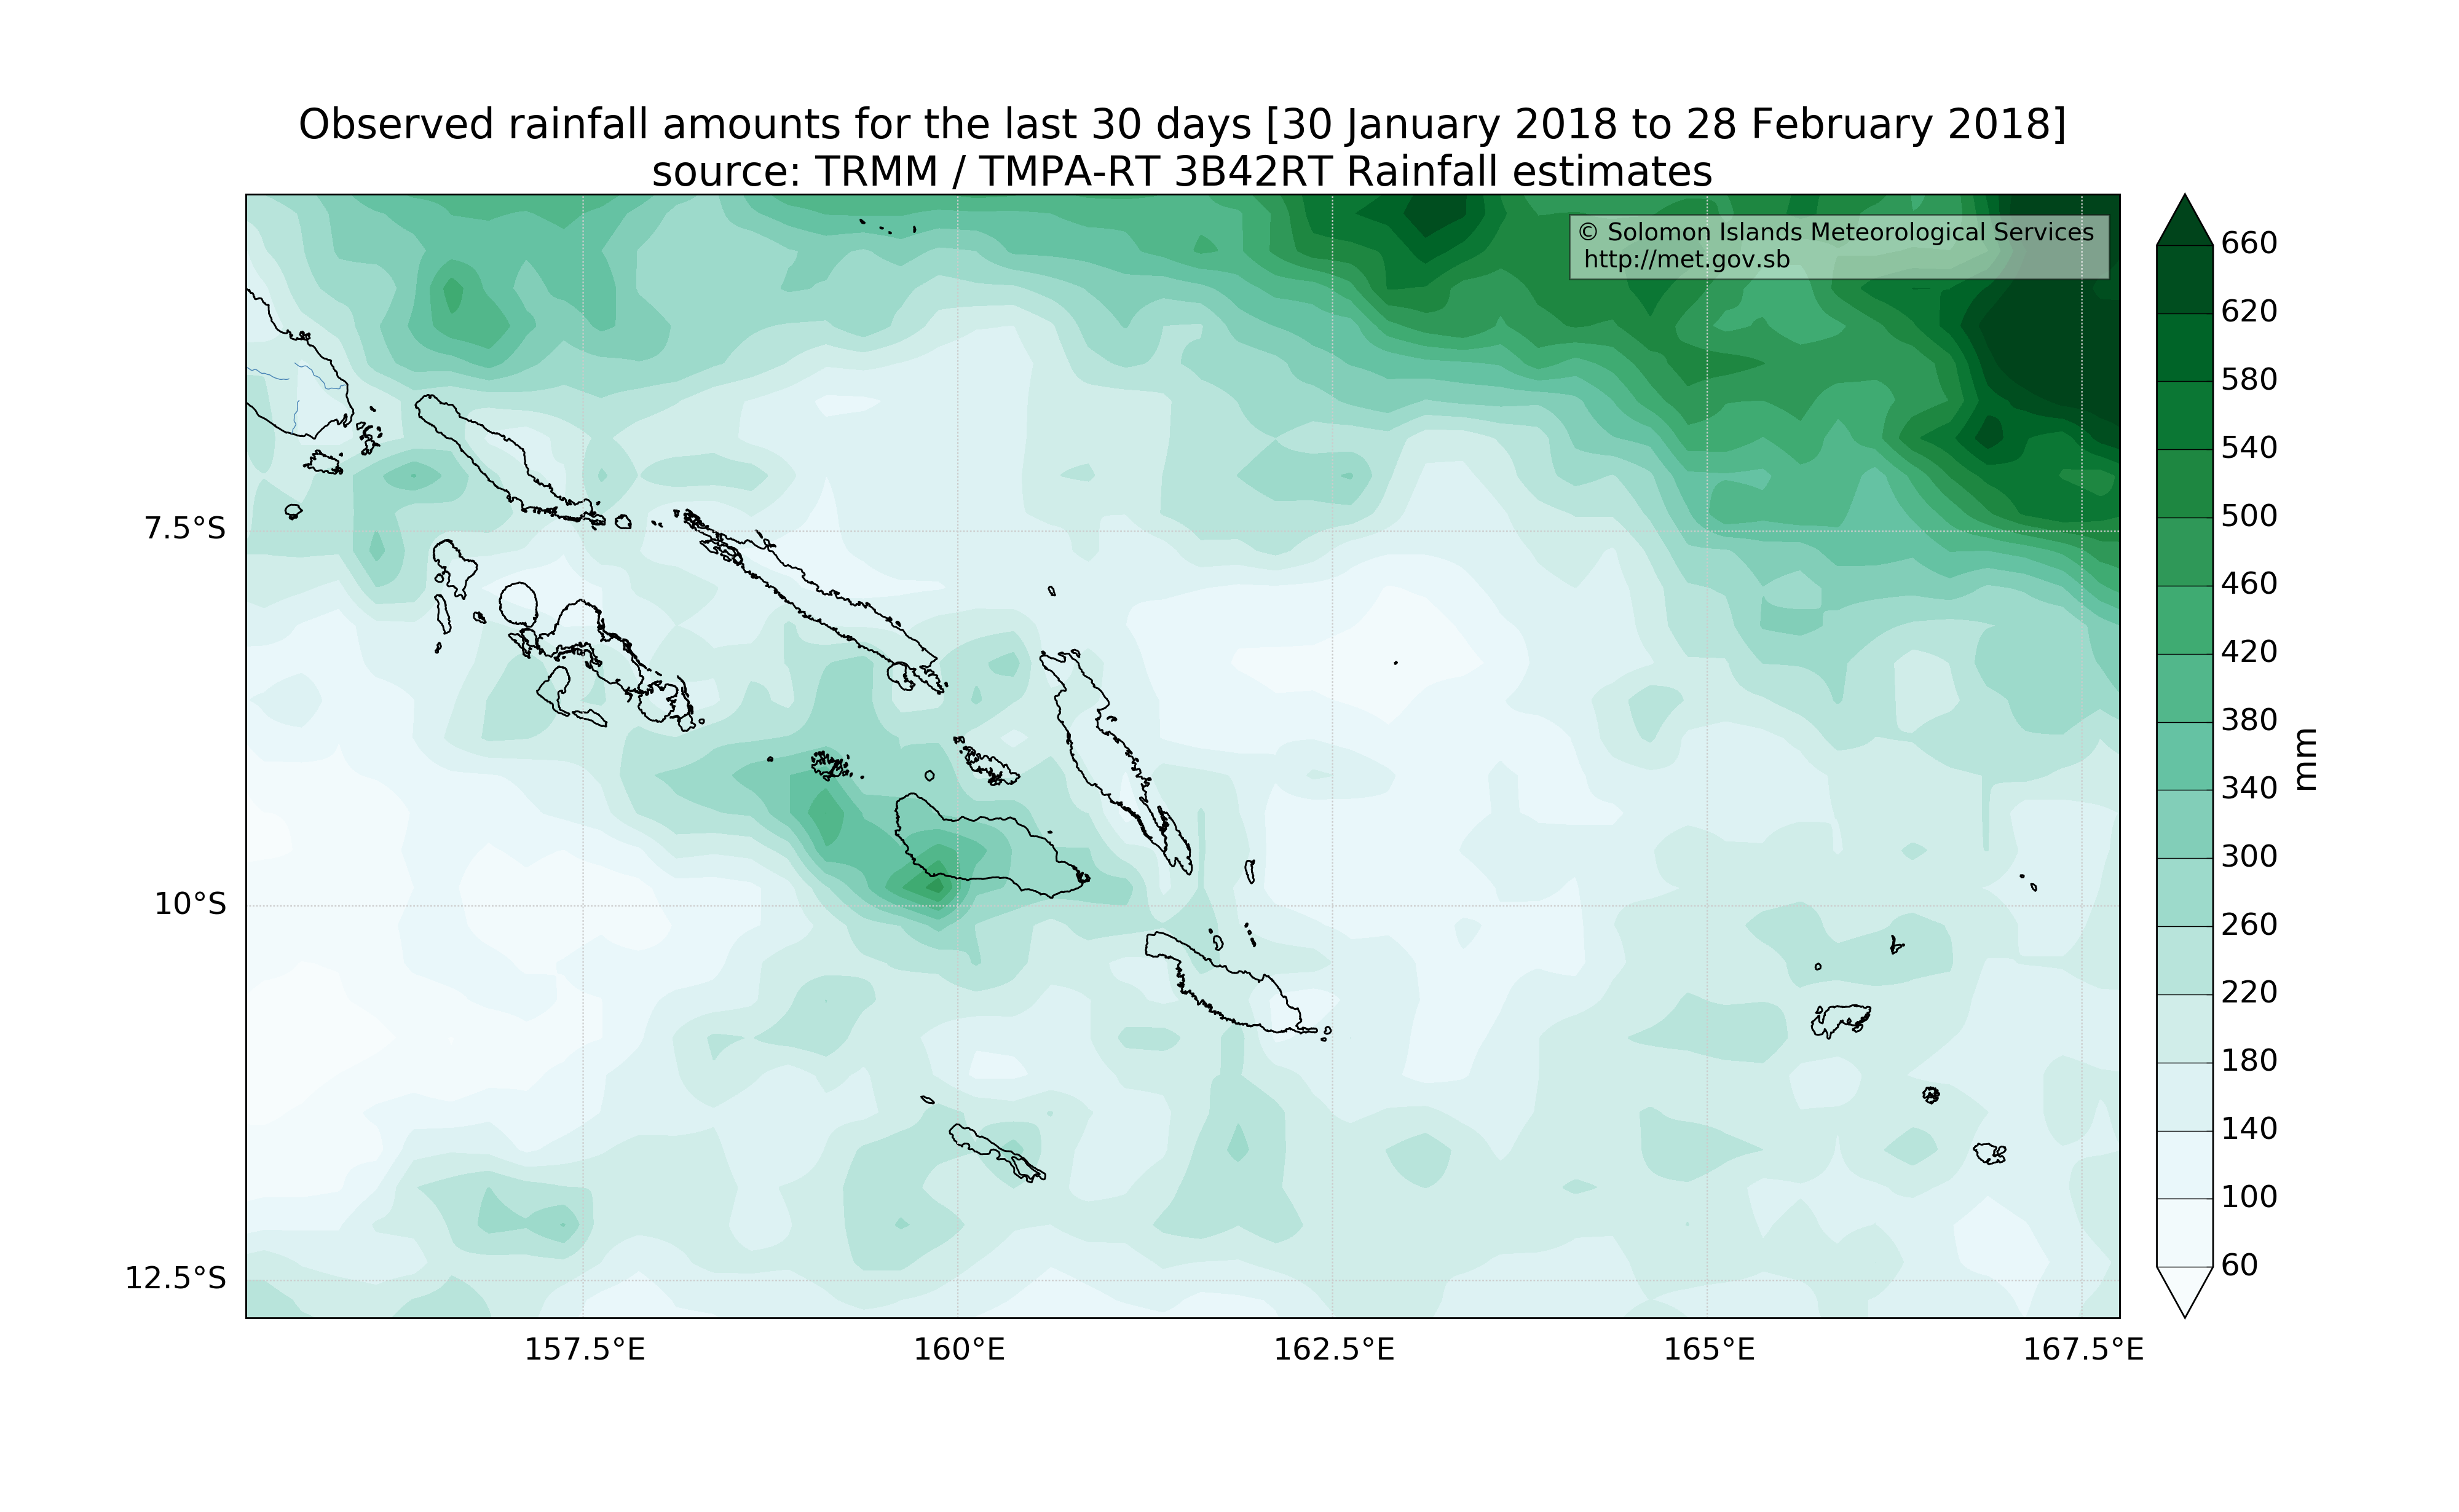 Observed rainfall amounts for the last 30 days [30 January 2018 to 28 February 2018]
source: TRMM / TMPA-RT 3B42RT Rainfall estimates
© Solomon Islands Meteorological Services
http://met.gov.sb
660
620
580
540
500
460
420
380
340
300
260
220
180
140
100
60
mm
7.5°S
10°S
12.5°S
157.5°E
160°E
162.5°E
165°E
167.5°E